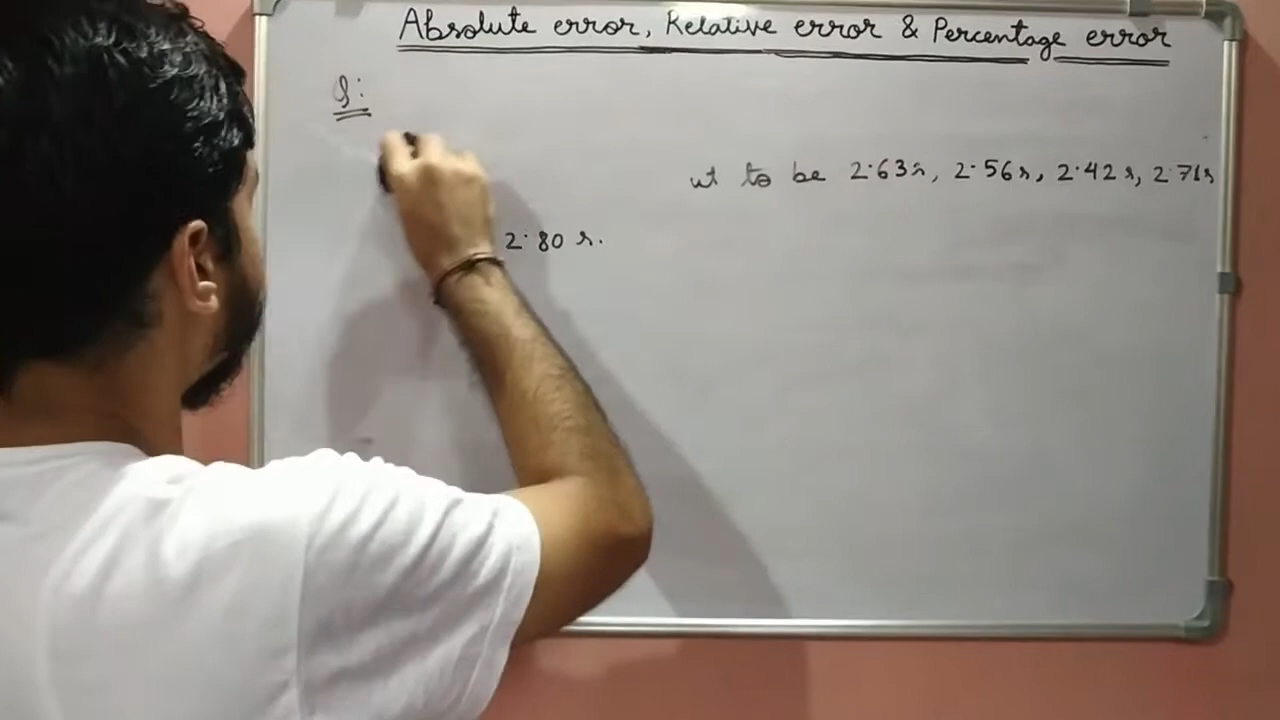 Absolute error, Relative error & Percentage error
Q:
ut to be 2.63s, 2.56s, 2.42s, 2.71s
2.80 s.